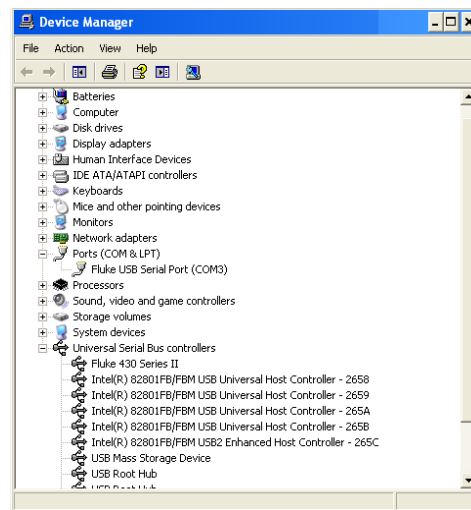 Device Manager
File Action View Help
Batteries
Computer
Disk drives
Display adapters
Human Interface Devices
IDE ATA/ATAPI controllers
Keyboards
Mice and other pointing devices
Monitors
Network adapters
Ports (COM & LPT)
Fluke USB Serial Port (COM3)
Processors
Sound, video and game controllers
Storage volumes
System devices
Universal Serial Bus controllers
Fluke 430 Series II
Intel(R) 82801FB/FBM USB Universal Host Controller - 2658
Intel(R) 82801FB/FBM USB Universal Host Controller - 2659
Intel(R) 82801FB/FBM USB Universal Host Controller - 265A
Intel(R) 82801FB/FBM USB Universal Host Controller - 265B
Intel(R) 82801FB/FBM USB2 Enhanced Host Controller - 265C
USB Mass Storage Device
USB Root Hub
USB Root Hub